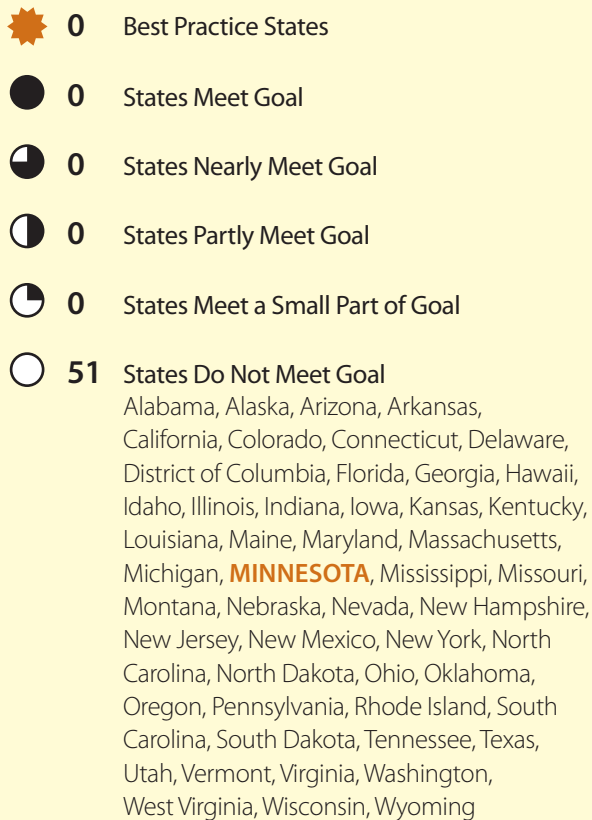 0 Best Practice States
0 States Meet Goal
0 States Nearly Meet Goal
0 States Partly Meet Goal
0 States Meet a Small Part of Goal
51 States Do Not Meet Goal
Alabama, Alaska, Arizona, Arkansas,
California, Colorado, Connecticut, Delaware,
District of Columbia, Florida, Georgia, Hawaii,
Idaho, Illinois, Indiana, Iowa, Kansas, Kentucky,
Louisiana, Maine, Maryland, Massachusetts,
Michigan, MINNESOTA, Mississippi, Missouri,
Montana, Nebraska, Nevada, New Hampshire,
New Jersey, New Mexico, New York, North
Carolina, North Dakota, Ohio, Oklahoma,
Oregon, Pennsylvania, Rhode Island, South
Carolina, South Dakota, Tennessee, Texas,
Utah, Vermont, Virginia, Washington,
West Virginia, Wisconsin, Wyoming